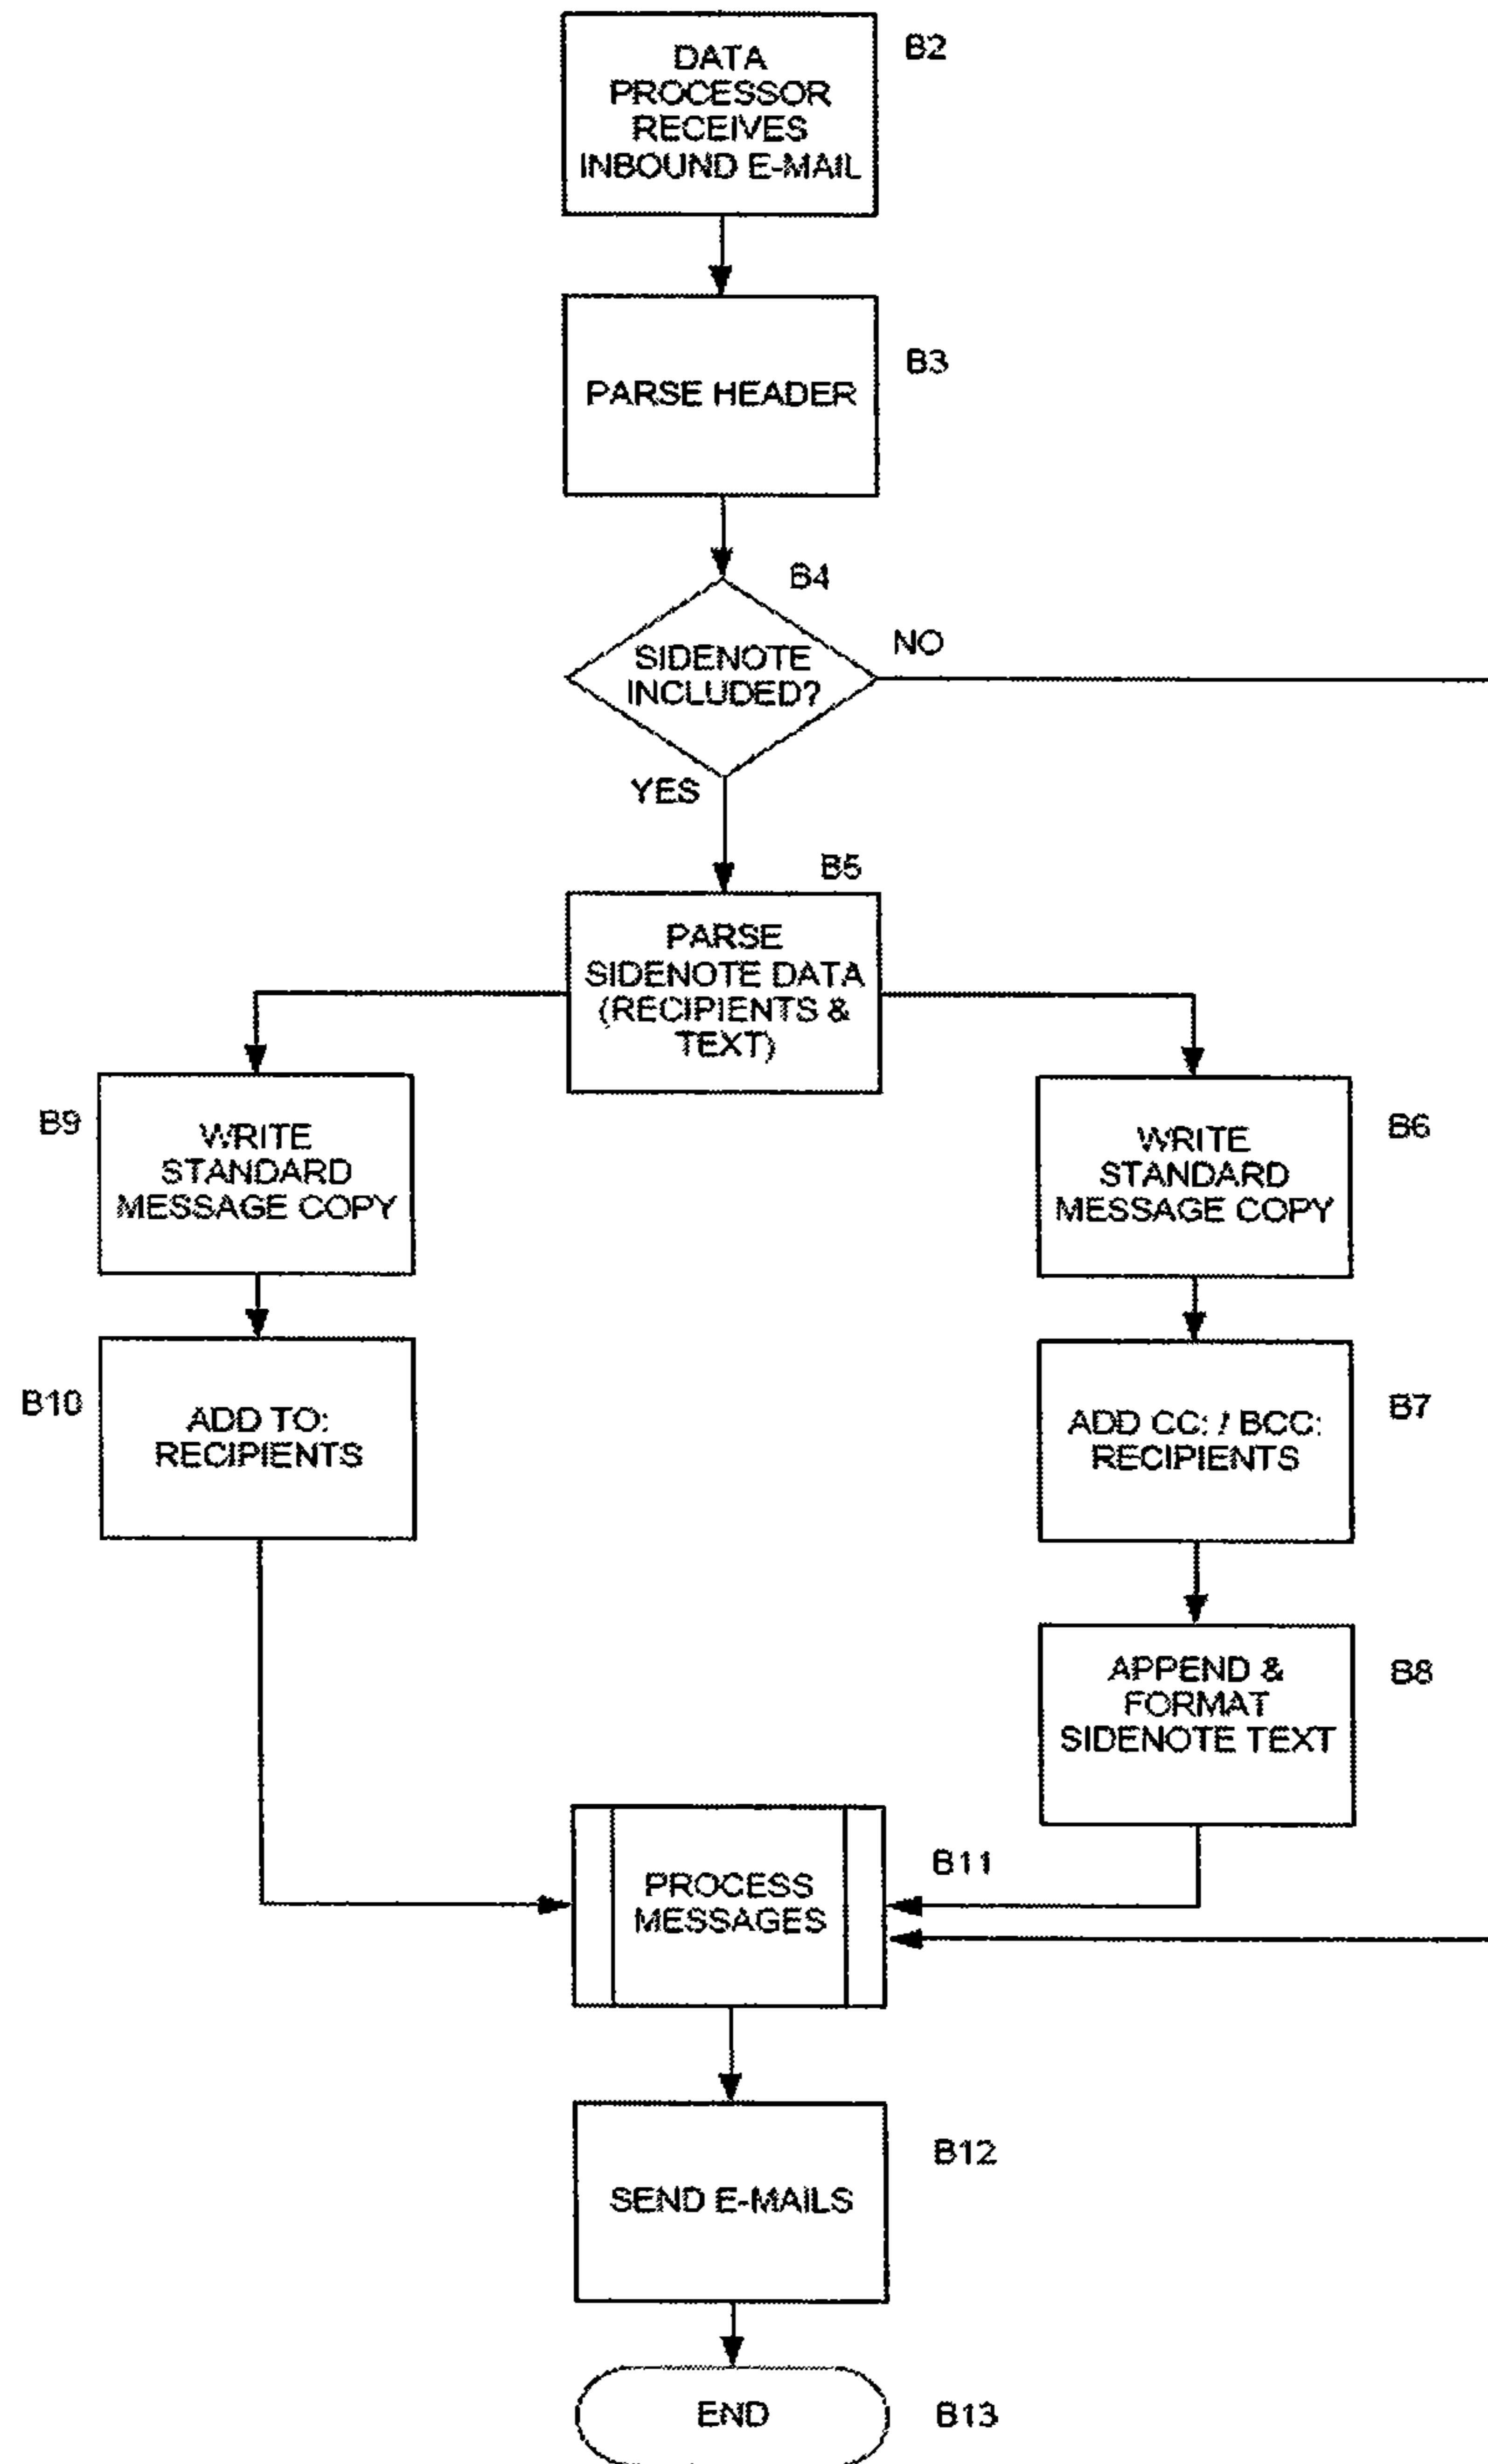 DATA
PROCESSOR
RECEIVES
INBOUND E-MAIL
B2
PARSE HEADER
B3
B4
SIDENOTE
INCLUDED?
NO
YES
B5
PARSE
SIDENOTE DATA
(RECIPIENTS &
TEXT)
B9
WRITE
STANDARD
MESSAGE COPY
WRITE
STANDARD
MESSAGE COPY
B6
B10
ADD TO:
RECIPIENTS
ADD CC: / BCC:
RECIPIENTS
B7
APPEND &
FORMAT
SIDENOTE TEXT
B8
PROCESS
MESSAGES
B11
SEND E-MAILS
B12
END
B13